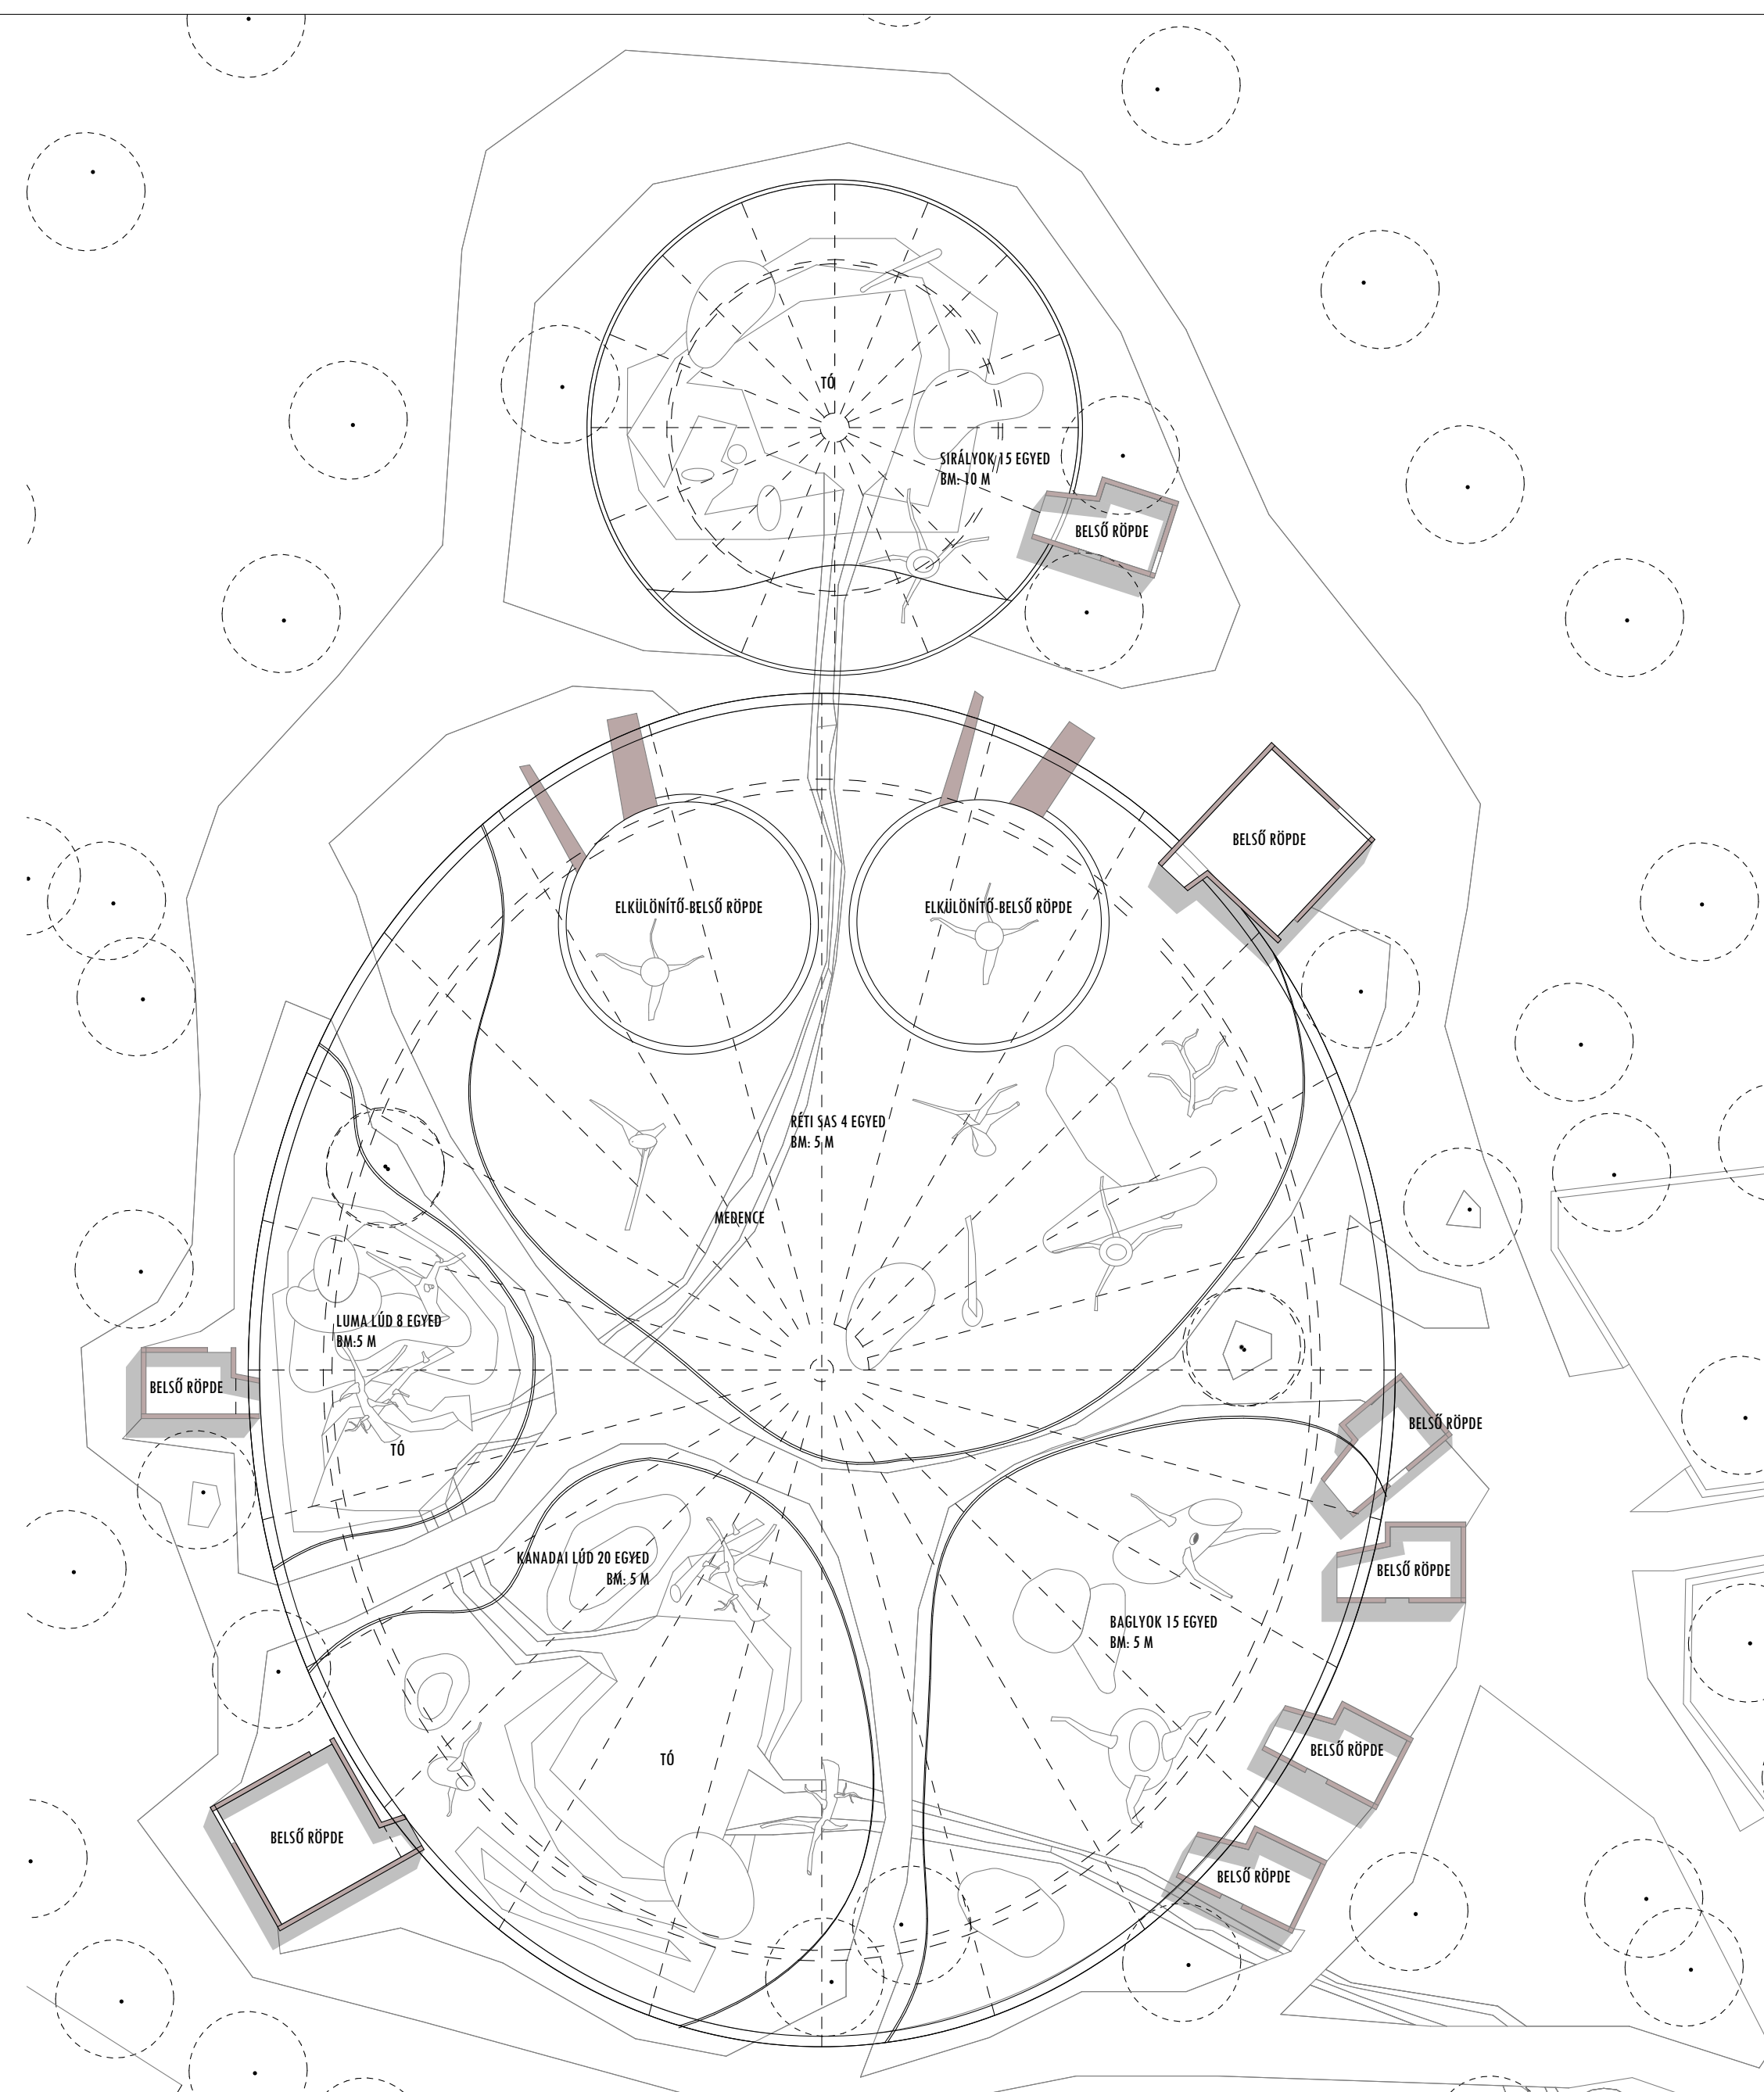 TÓ
SIRÁLYOK 15 EGYED
BM: 10 M
BELSŐ RÖPDE
BELSŐ RÖPDE
ELKÜLÖNÍTŐ-BELSŐ RÖPDE
ELKÜLÖNÍTŐ-BELSŐ RÖPDE
RÉTI SAS 4 EGYED
BM: 5 M
MEDENCE
LUMA LÚD 8 EGYED
BM:5 M
BELSŐ RÖPDE
TÓ
BELSŐ RÖPDE
KANADAI LÚD 20 EGYED
BM: 5 M
BELSŐ RÖPDE
BAGLYOK 15 EGYED
BM: 5 M
BELSŐ RÖPDE
TÓ
BELSŐ RÖPDE
BELSŐ RÖPDE